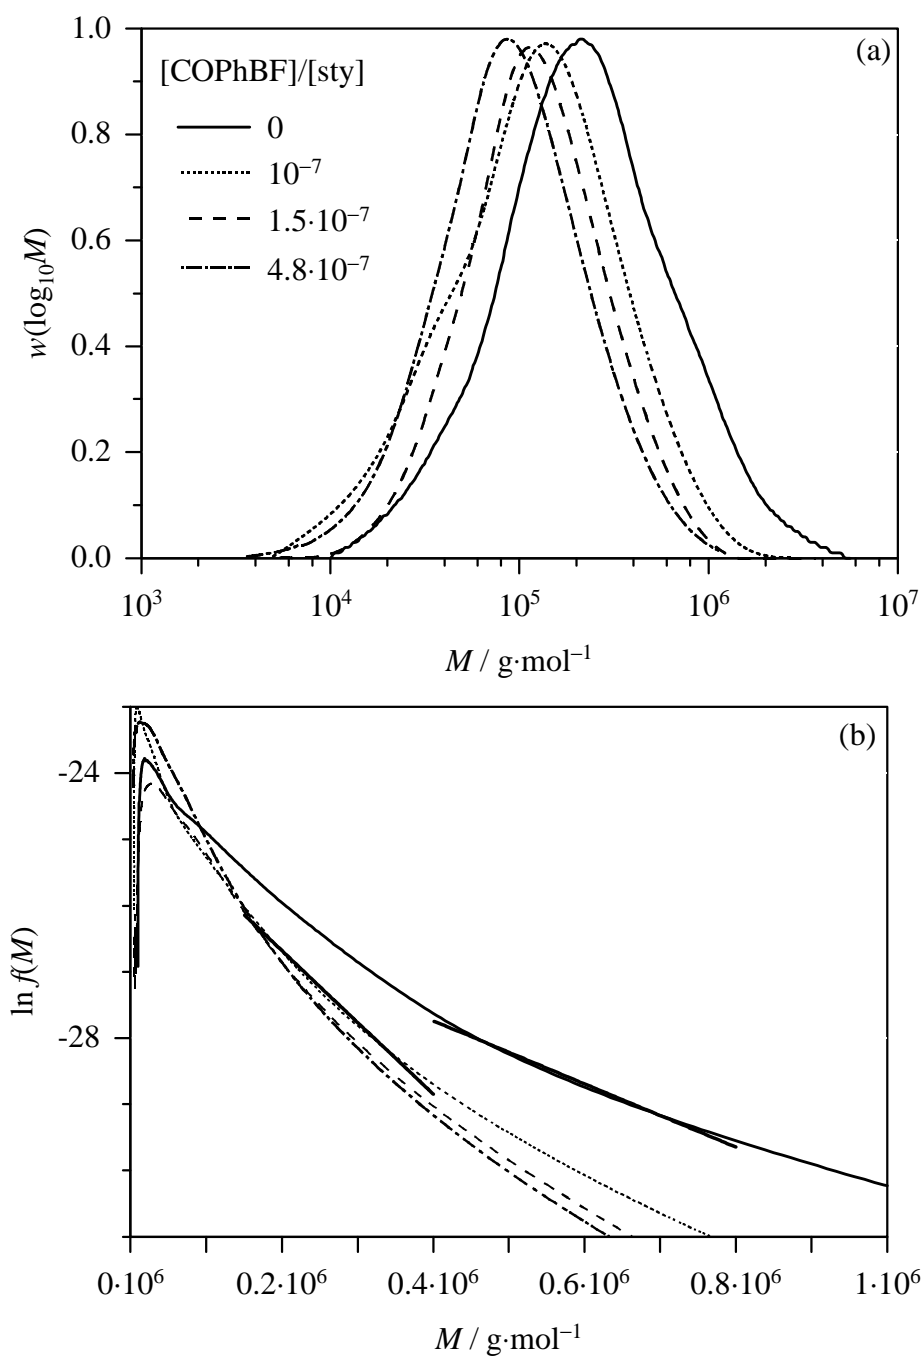 1.0
(a)
[COPhBF]/[sty]
0.8
0
10⁻⁷
0.6
1.5·10⁻⁷
4.8·10⁻⁷
w(log₁₀M)
0.4
0.2
0.0
10³ 10⁴ 10⁵ 10⁶ 10⁷
M / g·mol⁻¹
(b)
-24
ln f(M)
-28
0·10⁶ 0.2·10⁶ 0.4·10⁶ 0.6·10⁶ 0.8·10⁶ 1·10⁶
M / g·mol⁻¹